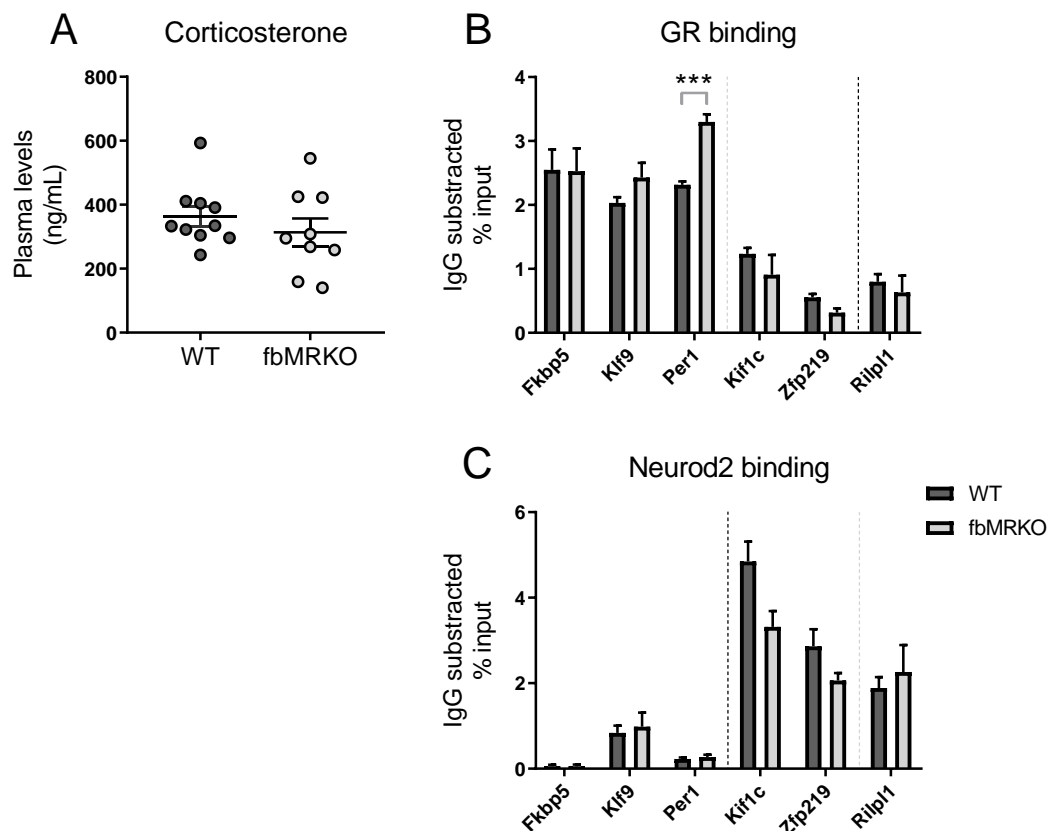 A
Corticosterone
Plasma levels
(ng/mL)
800
600
400
200
0
WT
fbMRKO
B
GR binding
IgG substracted
% input
4
3
2
1
0
***
Fkbp5
Klf9
Per1
Kif1c
Zfp219
Rilpl1
C
Neurod2 binding
IgG substracted
% input
6
4
2
0
Fkbp5
Klf9
Per1
Kif1c
Zfp219
Rilpl1
WT
fbMRKO